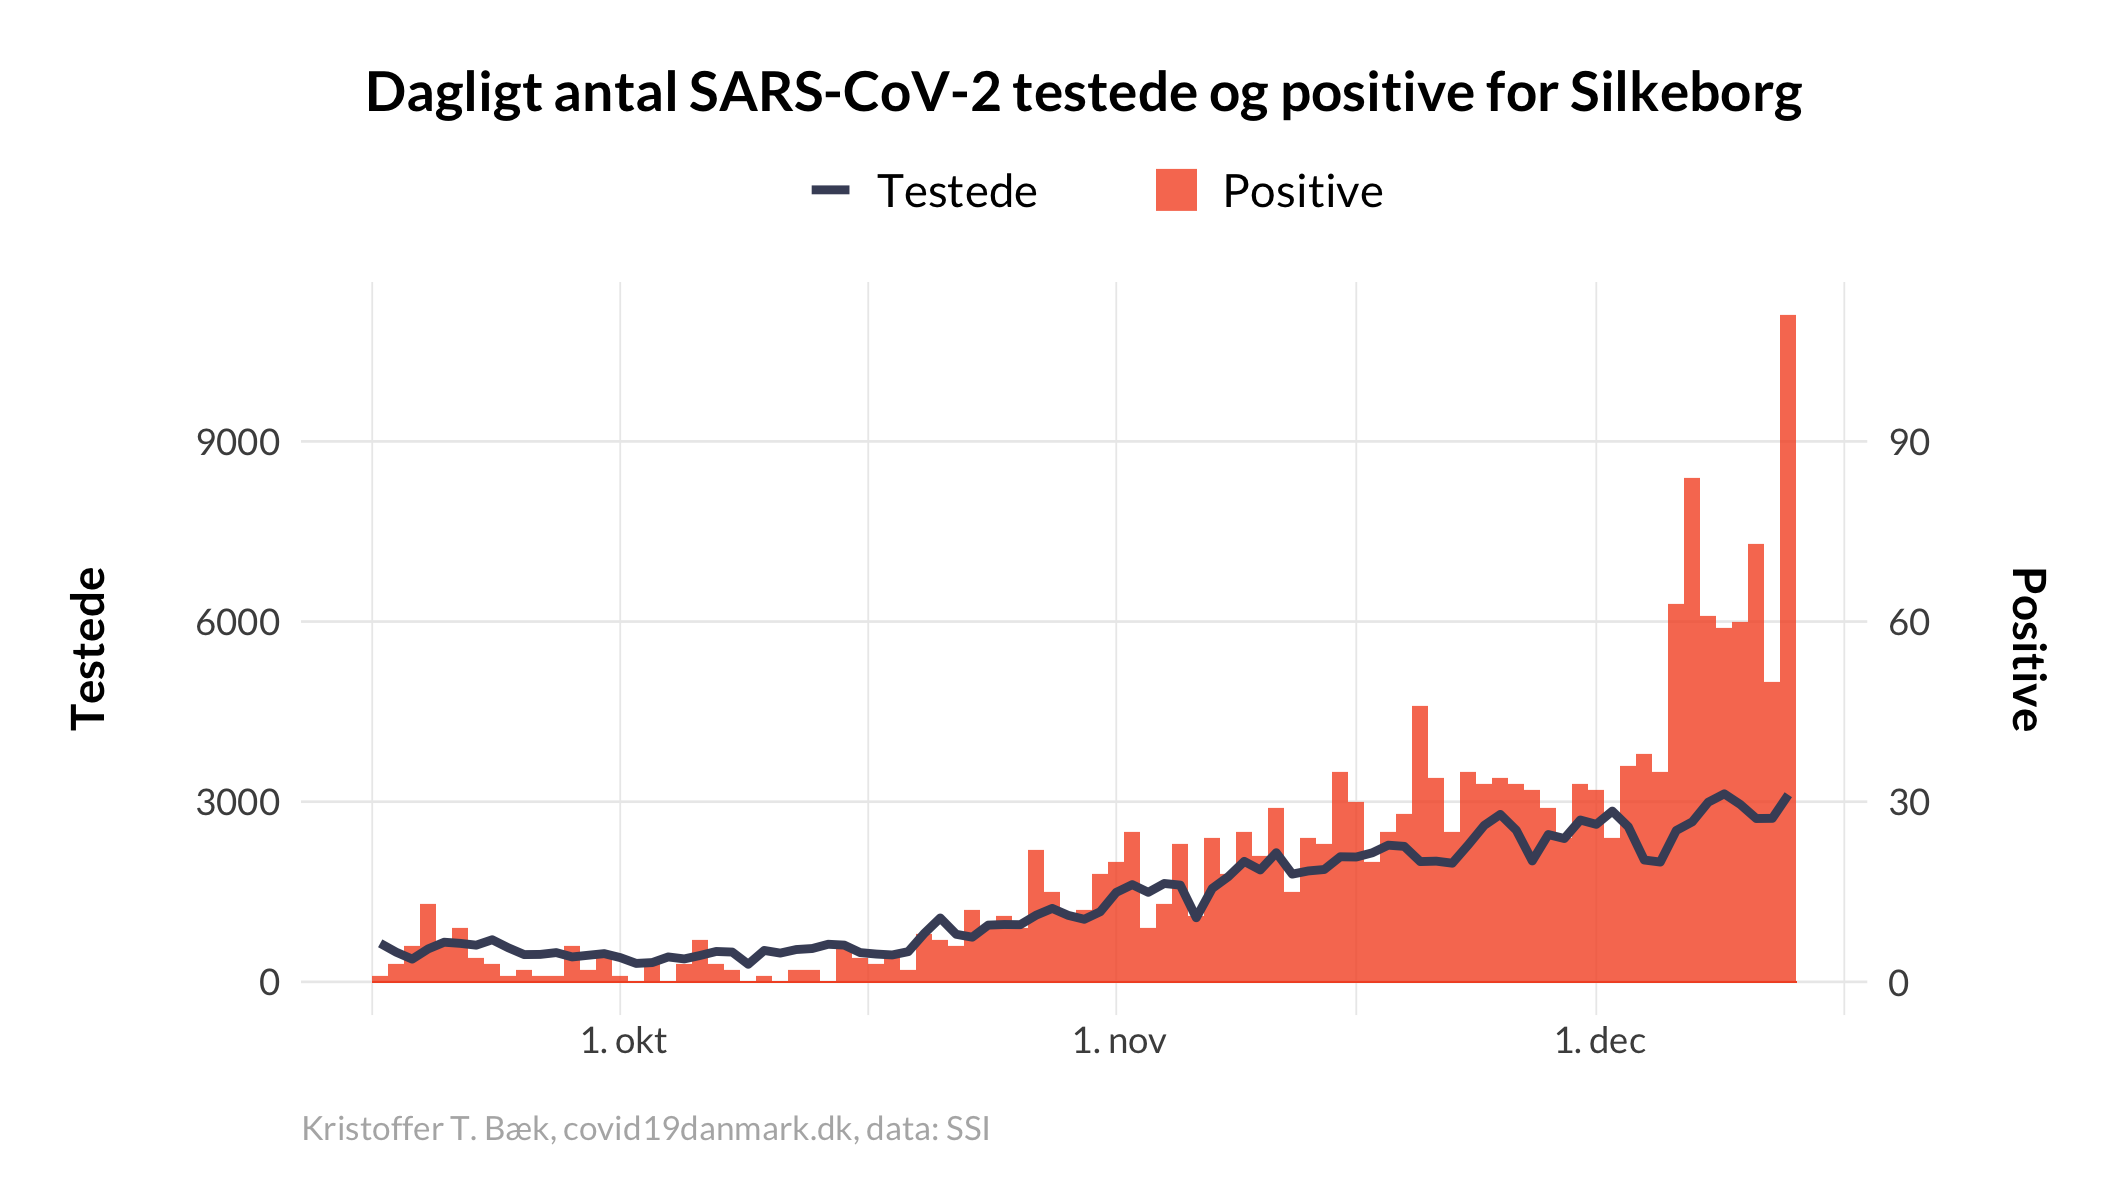 Dagligt antal SARS-CoV-2 testede og positive for Silkeborg
Testede
Positive
9000
6000
3000
0
90
60
30
0
Testede
Positive
1. okt
1. nov
1. dec
Kristoffer T. Bæk, covid19danmark.dk, data: SSI